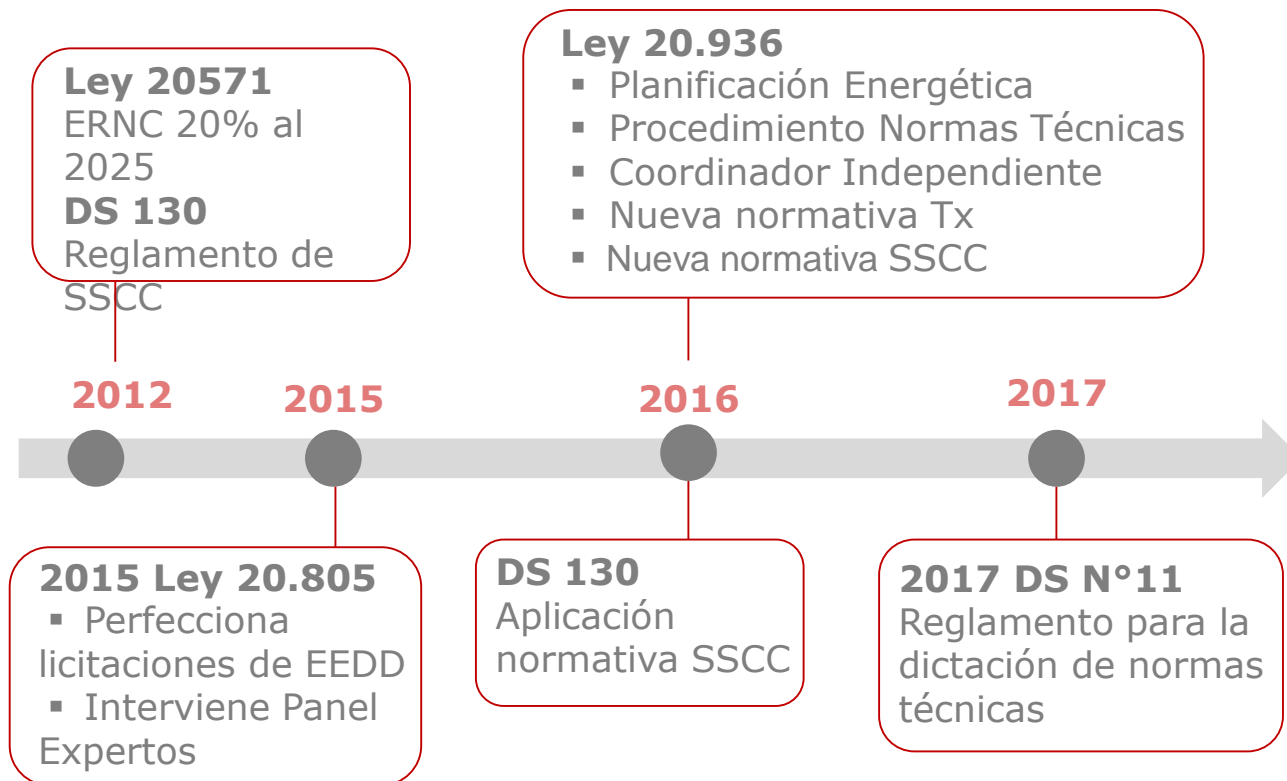 Ley 20571
ERNC 20% al
2025
DS 130
Reglamento de
SSCC
Ley 20.936
▪ Planificación Energética
▪ Procedimiento Normas Técnicas
▪ Coordinador Independiente
▪ Nueva normativa Tx
▪ Nueva normativa SSCC
2012
2015
2016
2017
2015 Ley 20.805
▪ Perfecciona
licitaciones de EEDD
▪ Interviene Panel
Expertos
DS 130
Aplicación
normativa SSCC
2017 DS N°11
Reglamento para la
dictación de normas
técnicas